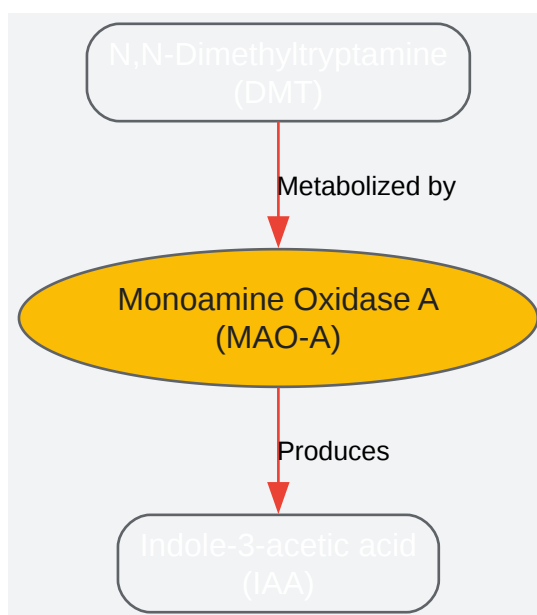 N,N-Dimethyltryptamine
(DMT)
Metabolized by
Monoamine Oxidase A
(MAO-A)
Produces
Indole-3-acetic acid
(IAA)